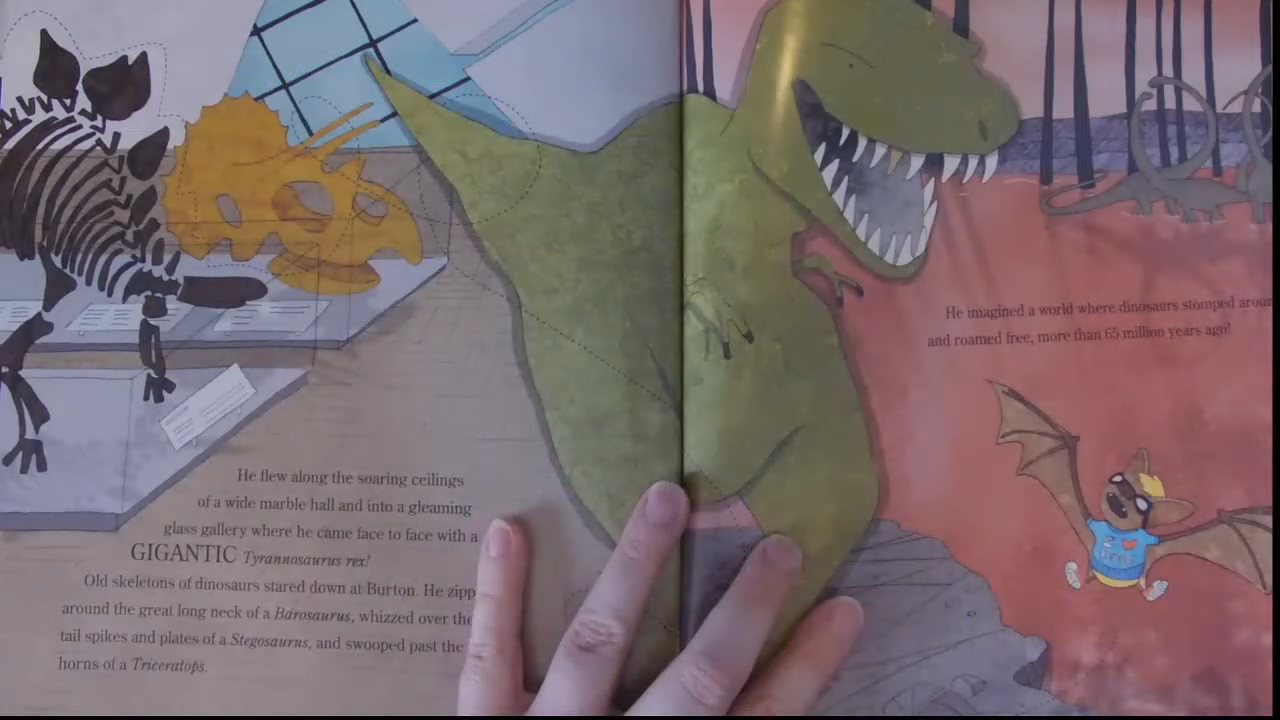 He flew along the soaring ceilings
of a wide marble hall and into a gleaming
glass gallery where he came face to face with a
GIGANTIC Tyrannosaurus rex!
Old skeletons of dinosaurs stared down at Burton. He zipp
around the great long neck of a Barosaurus, whizzed over the
tail spikes and plates of a Stegosaurus, and swooped past the
horns of a Triceratops.
He imagined a world where dinosaurs stomped aroun
and roamed free, more than 65 million years ago!